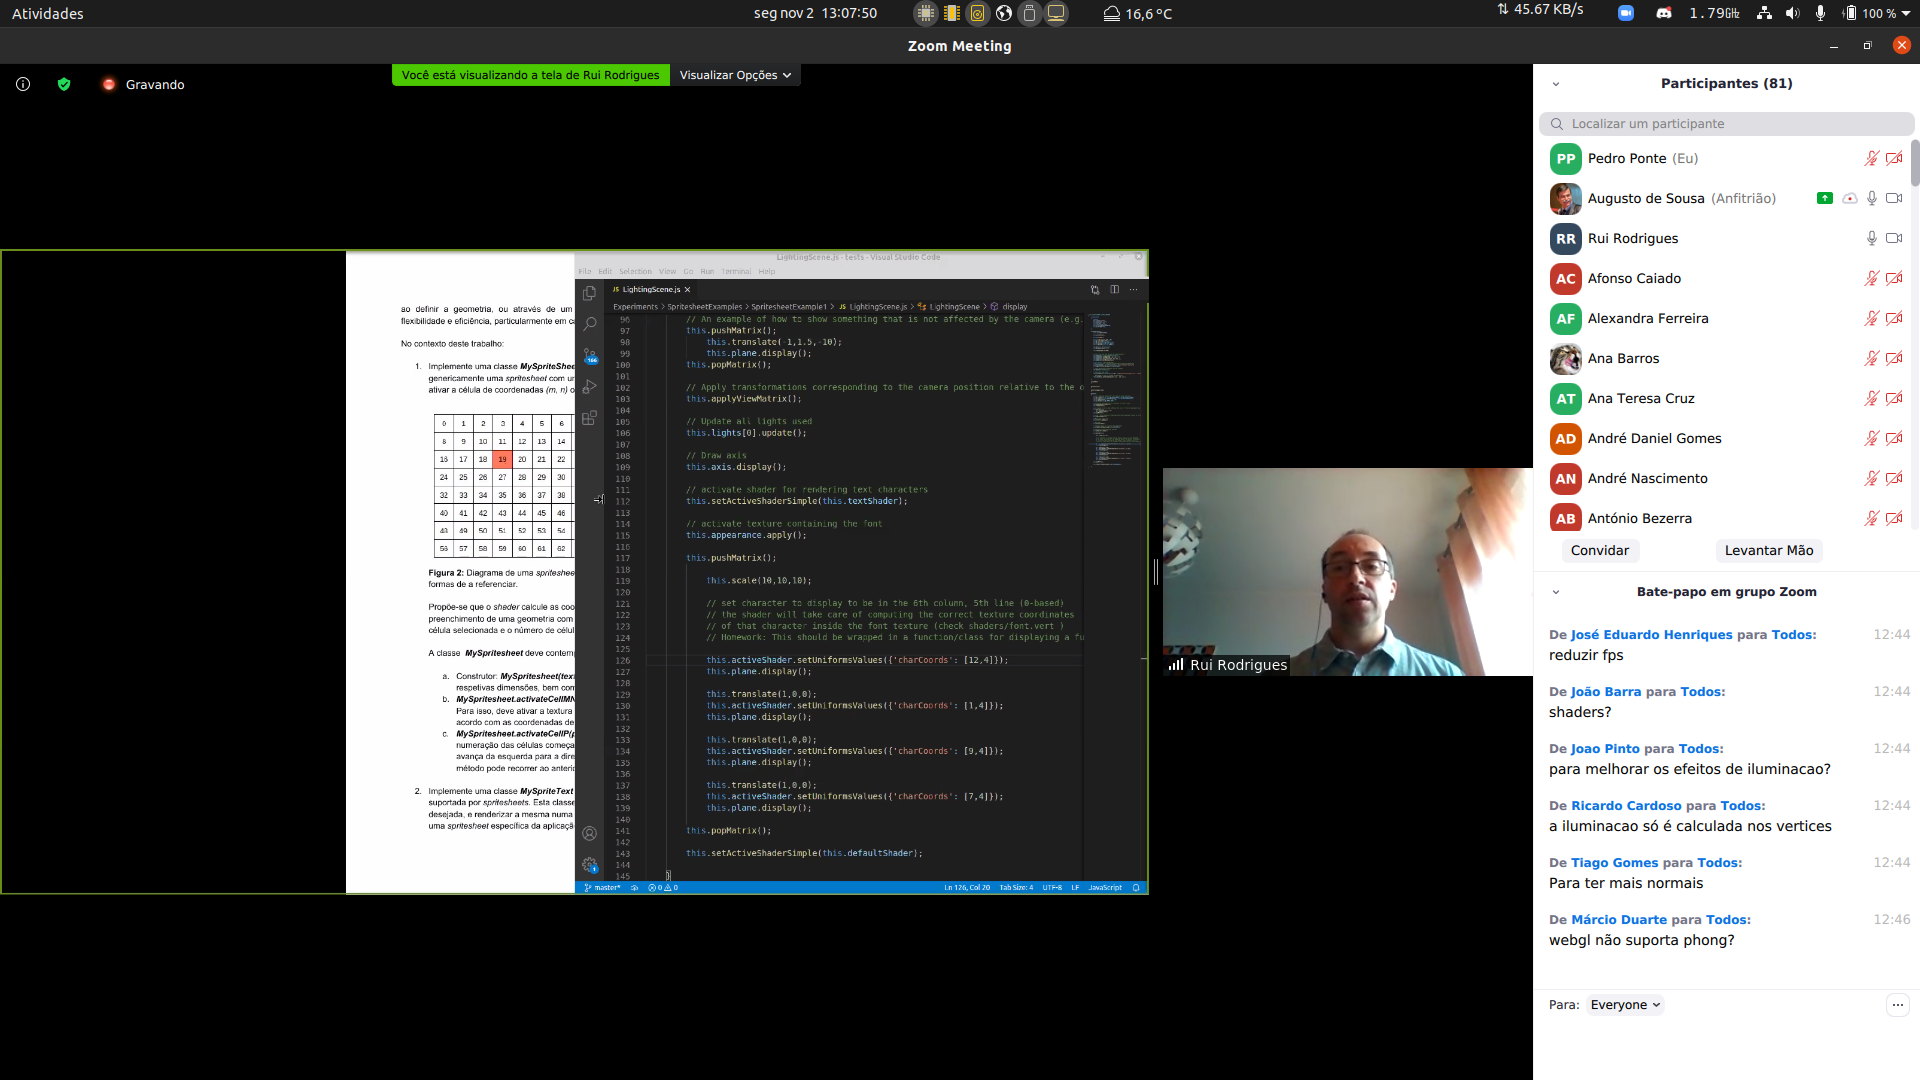 Atividades
seg nov 2 13:07:50
16,6 °C
45.67 KB/s
1.79GHz
100 %
Zoom Meeting
Gravando
Você está visualizando a tela de Rui Rodrigues
Visualizar Opções
ao definir a geometria, ou através de um
flexibilidade e eficiência, particularmente em ca
No contexto deste trabalho:
1. Implemente uma classe MySpriteShee
genericamente uma spritesheet com un
ativar a célula de coordenadas (m, n) o
0 1 2 3 4 5 6
8 9 10 11 12 13 14
16 17 18 19 20 21 22
24 25 26 27 28 29 30
32 33 34 35 36 37 38
40 41 42 43 44 45 46
48 49 50 51 52 53 54
56 57 58 59 60 61 62
Figura 2: Diagrama de uma spritesheet
formas de a referenciar.
Propõe-se que o shader calcule as coo
preenchimento de uma geometria com
célula selecionada e o número de célul
A classe MySpritesheet deve contemp
a. Construtor: MySpritesheet(tex
respetivas dimensões, bem com
b. MySpritesheet.activateCellMN
Para isso, deve ativar a textura
acordo com as coordenadas de
c. MySpritesheet.activateCellP(p
numeração das células começa
avança da esquerda para a dire
método pode recorrer ao anterio
2. Implemente uma classe MySpriteText
suportada por spritesheets. Esta classe
desejada, e renderizar a mesma numa
uma spritesheet específica da aplicaçã
LightingScene.js - tests - Visual Studio Code
File Edit Selection View Go Run Terminal Help
JS LightingScene.js
Experiments > SpritesheetExamples > SpritesheetExample1 > JS LightingScene.js > LightingScene > display
96 // An example of how to show something that is not affected by the camera (e.g.
97 this.pushMatrix();
98 this.translate(-1,1.5,-10);
99 this.plane.display();
100 this.popMatrix();
101
102 // Apply transformations corresponding to the camera position relative to the o
103 this.applyViewMatrix();
104
105 // Update all lights used
106 this.lights[0].update();
107
108 // Draw axis
109 this.axis.display();
110
111 // activate shader for rendering text characters
112 this.setActiveShaderSimple(this.textShader);
113
114 // activate texture containing the font
115 this.appearance.apply();
116
117 this.pushMatrix();
118
119 this.scale(10,10,10);
120
121 // set character to display to be in the 6th column, 5th line (0-based)
122 // the shader will take care of computing the correct texture coordinates
123 // of that character inside the font texture (check shaders/font.vert )
124 // Homework: This should be wrapped in a function/class for displaying a fu
125
126 this.activeShader.setUniformsValues({'charCoords': [12,4]});
127 this.plane.display();
128
129 this.translate(1,0,0);
130 this.activeShader.setUniformsValues({'charCoords': [1,4]});
131 this.plane.display();
132
133 this.translate(1,0,0);
134 this.activeShader.setUniformsValues({'charCoords': [9,4]});
135 this.plane.display();
136
137 this.translate(1,0,0);
138 this.activeShader.setUniformsValues({'charCoords': [7,4]});
139 this.plane.display();
140
141 this.popMatrix();
142
143 this.setActiveShaderSimple(this.defaultShader);
144
145 }
master* 0 0 Ln 126, Col 20 Tab Size: 4 UTF-8 LF JavaScript
Rui Rodrigues
Participantes (81)
Localizar um participante
PP Pedro Ponte (Eu)
Augusto de Sousa (Anfitrião)
RR Rui Rodrigues
AC Afonso Caiado
AF Alexandra Ferreira
Ana Barros
AT Ana Teresa Cruz
AD André Daniel Gomes
AN André Nascimento
AB António Bezerra
Convidar
Levantar Mão
Bate-papo em grupo Zoom
De José Eduardo Henriques para Todos: 12:44
reduzir fps
De João Barra para Todos: 12:44
shaders?
De Joao Pinto para Todos: 12:44
para melhorar os efeitos de iluminacao?
De Ricardo Cardoso para Todos: 12:44
a iluminacao só é calculada nos vertices
De Tiago Gomes para Todos: 12:44
Para ter mais normais
De Márcio Duarte para Todos: 12:46
webgl não suporta phong?
Para: Everyone